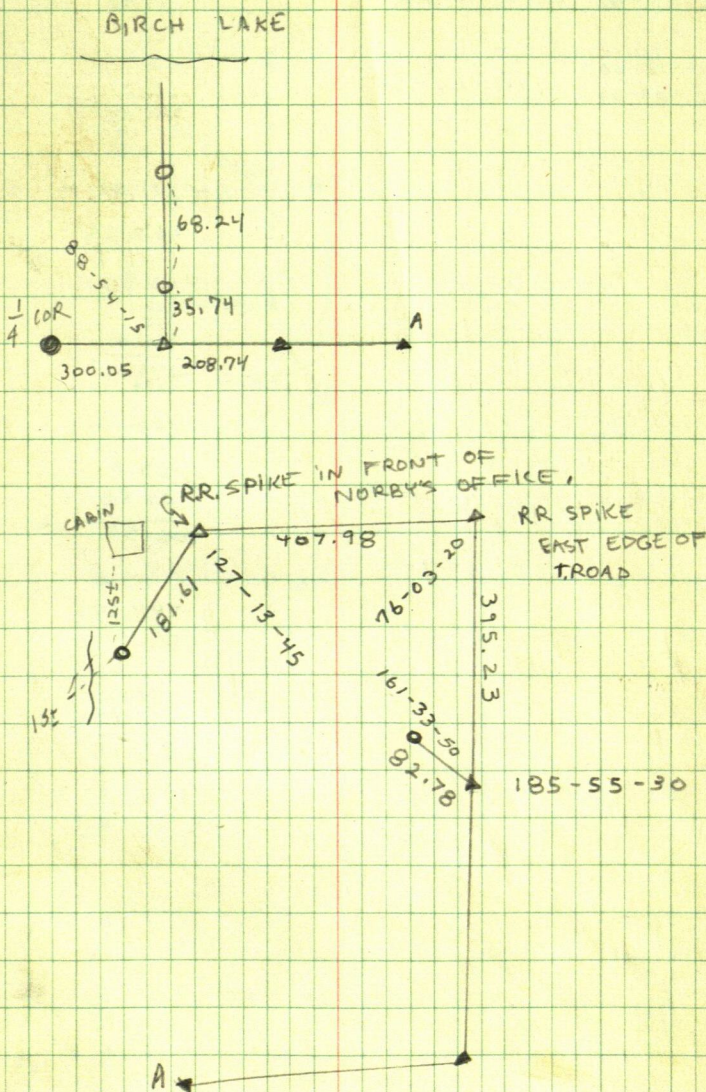 BIRCH LAKE
68.24
88-54-15
35.74
1/4 COR
A
300.05
208.74
R.R. SPIKE IN FRONT OF
NORBY'S OFFICE.
CABIN
407.98
RR SPIKE
EAST EDGE OF
T.ROAD
125±
181.61
127-13-45
76-03-20
395.23
15±
161-33-50
82.78
185-55-30
A